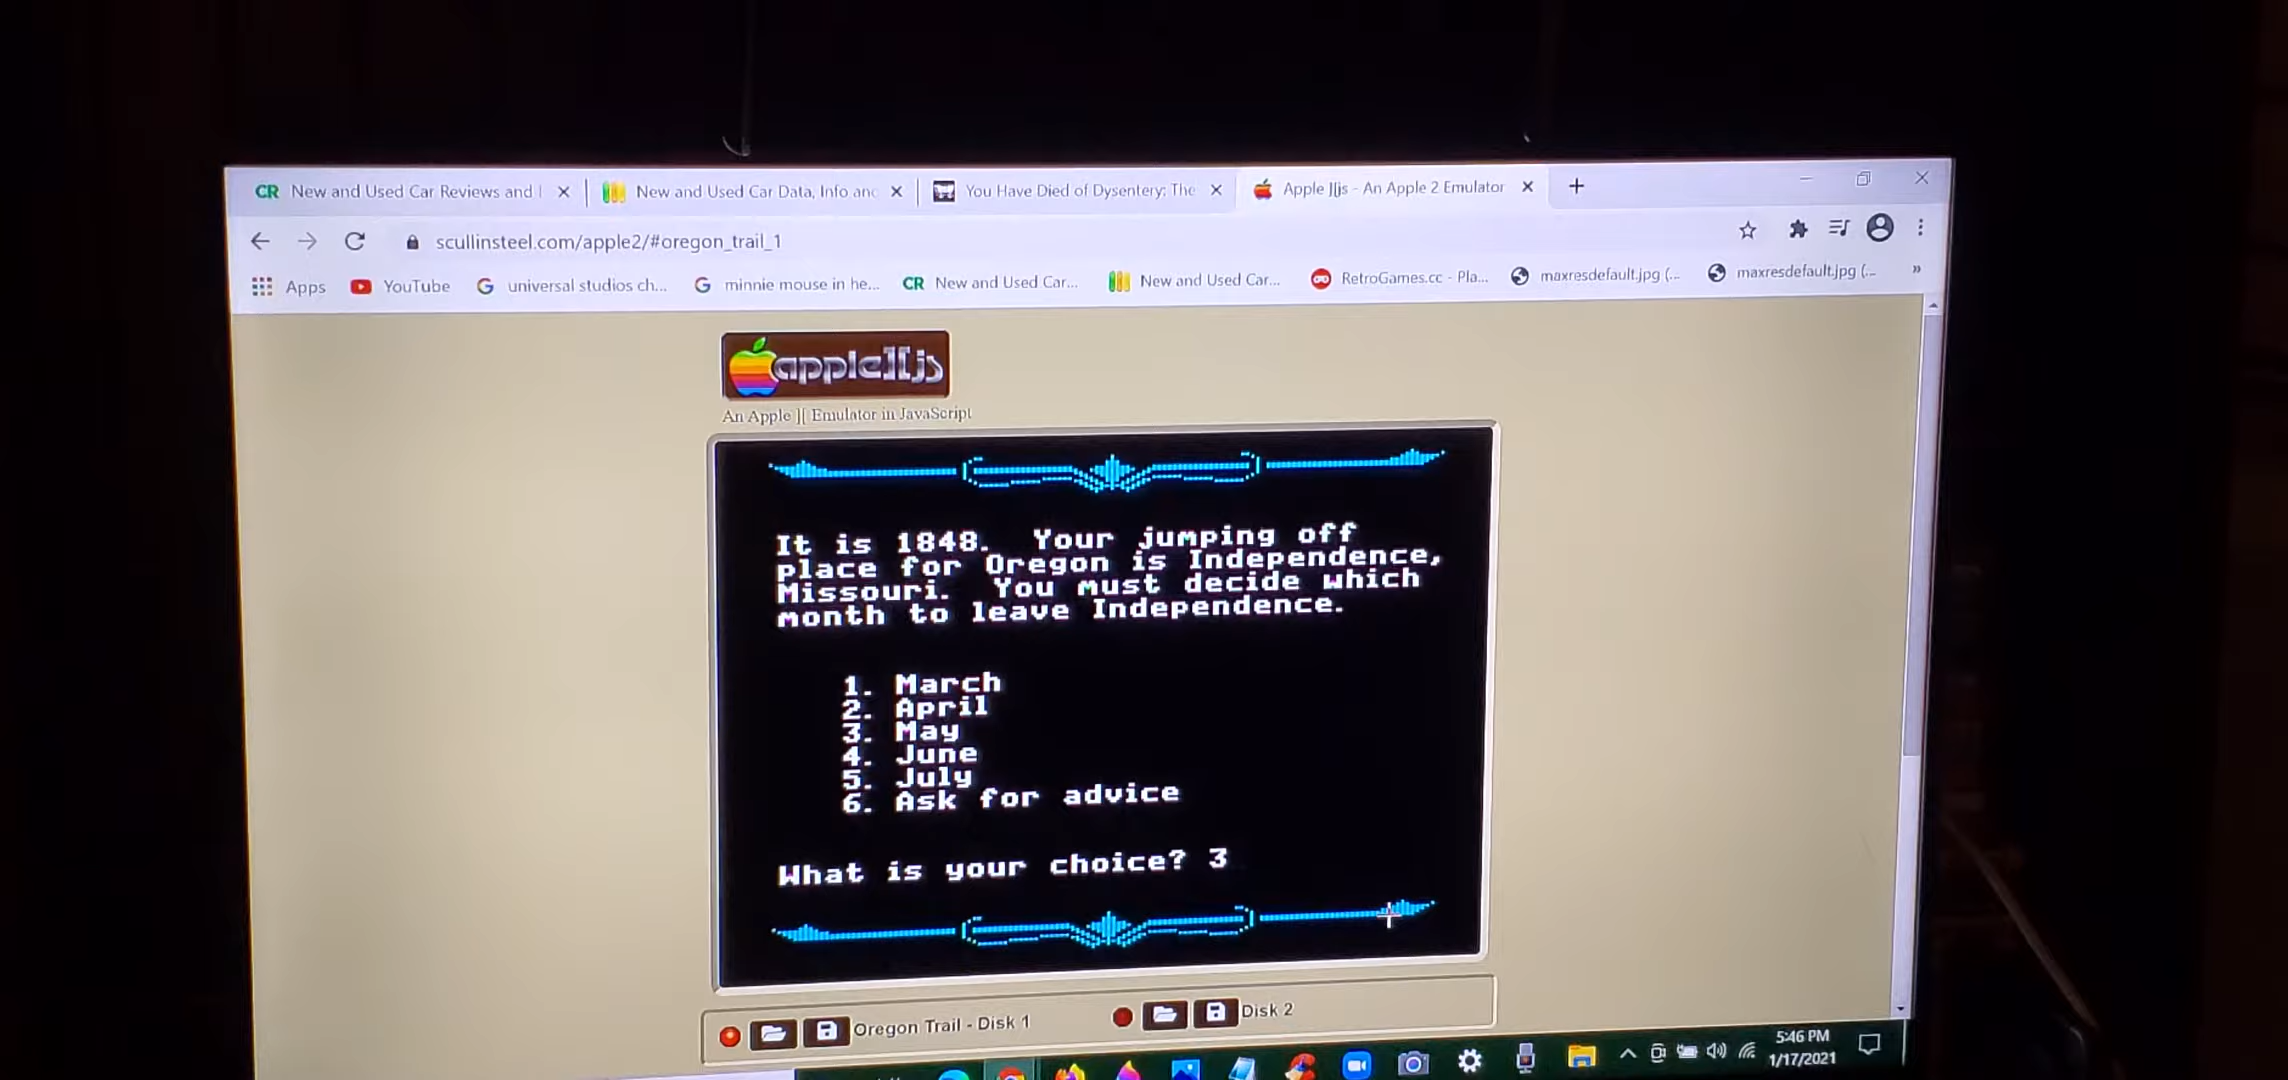 CR New and Used Car Reviews and
New and Used Car Data, Info and
You Have Died of Dysentery: The
Apple ][js - An Apple 2 Emulator
scullinsteel.com/apple2/#oregon_trail_1
Apps
YouTube
universal studios ch...
minnie mouse in he...
CR New and Used Car...
New and Used Car...
RetroGames.cc - Pla...
maxresdefault.jpg (...
maxresdefault.jpg (...
»
apple][js
An Apple ][ Emulator in JavaScript
It is 1848. Your jumping off
place for Oregon is Independence,
Missouri. You must decide which
month to leave Independence.
1. March
2. April
3. May
4. June
5. July
6. Ask for advice
What is your choice? 3
Oregon Trail - Disk 1
Disk 2
5:46 PM
1/17/2021